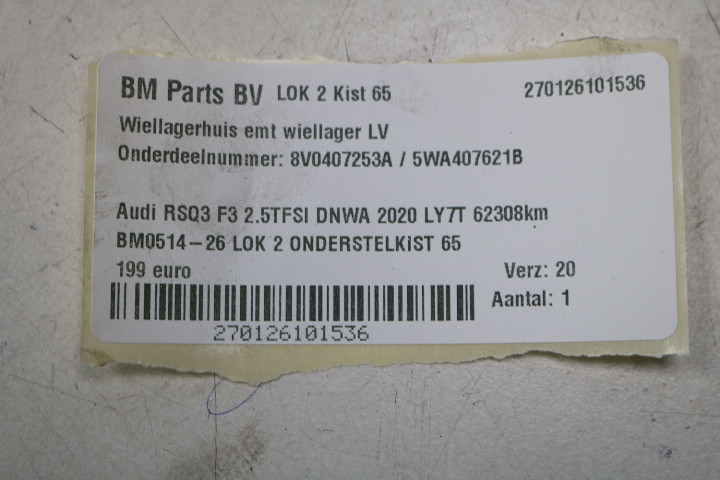 BM Parts BV LOK 2 Kist 65 270126101536
Wiellagerhuis emt wiellager LV
Onderdeelnummer: 8V0407253A / 5WA407621B
Audi RSQ3 F3 2.5TFSI DNWA 2020 LY7T 62308km
BM0514-26 LOK 2 ONDERSTELKiST 65
199 euro Verz: 20
Aantal: 1
270126101536